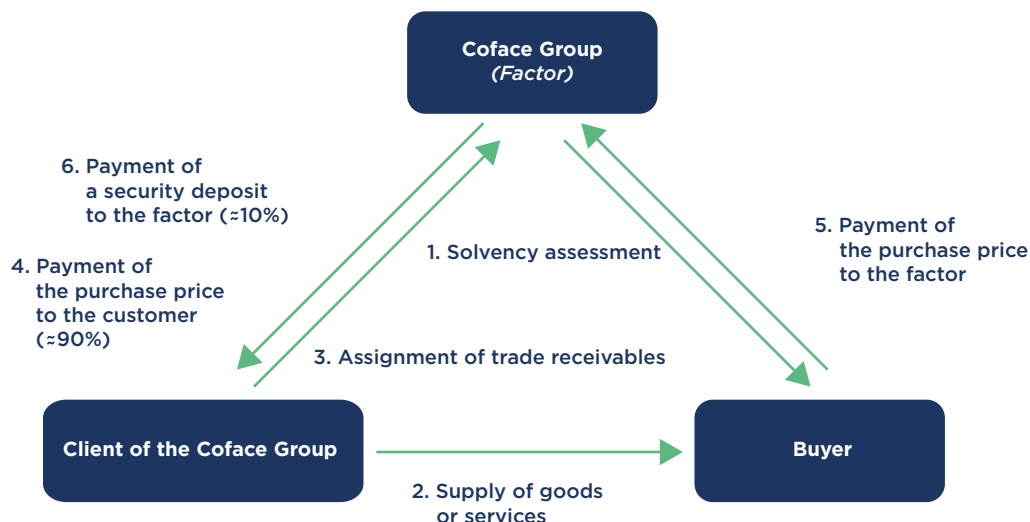 Coface Group
(Factor)
6. Payment of
a security deposit
to the factor (≈10%)
4. Payment of
the purchase price
to the customer
(≈90%)
1. Solvency assessment
5. Payment of
the purchase price
to the factor
3. Assignment of trade receivables
Client of the Coface Group
Buyer
2. Supply of goods
or services